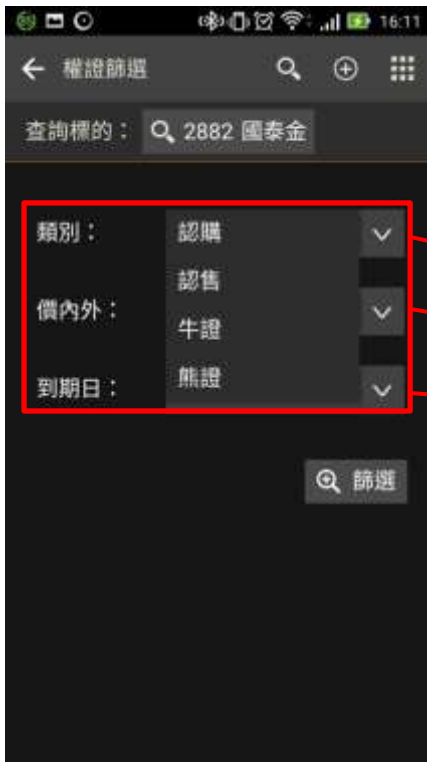 16:11
權證篩選
查詢標的： 2882 國泰金
類別： 認購
認售
價內外：
牛證
到期日： 熊證
篩選